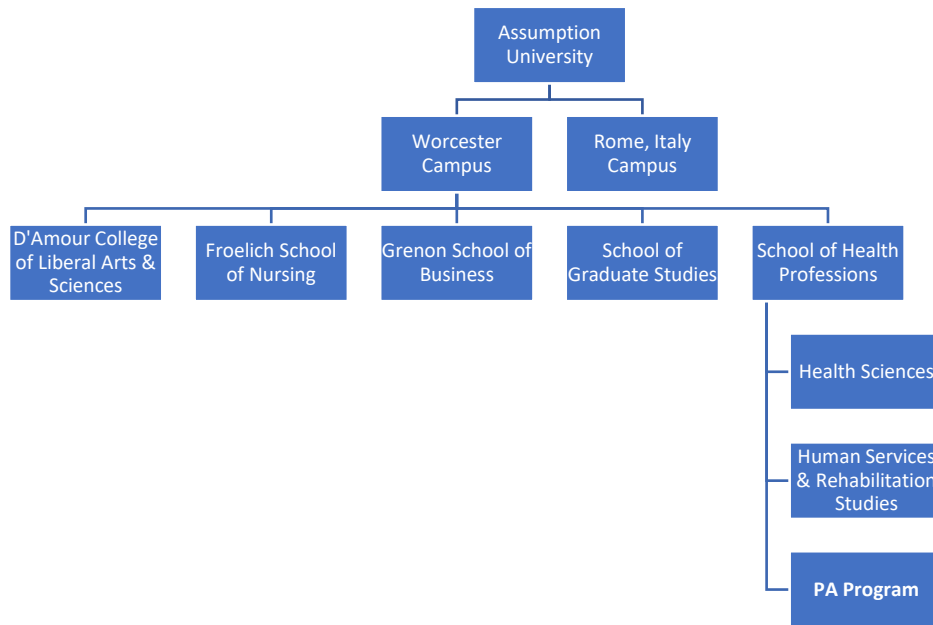 Assumption
University
Worcester
Campus
Rome, Italy
Campus
D'Amour College
of Liberal Arts &
Sciences
Froelich School
of Nursing
Grenon School of
Business
School of
Graduate Studies
School of Health
Professions
Health Sciences
Human Services
& Rehabilitation
Studies
PA Program